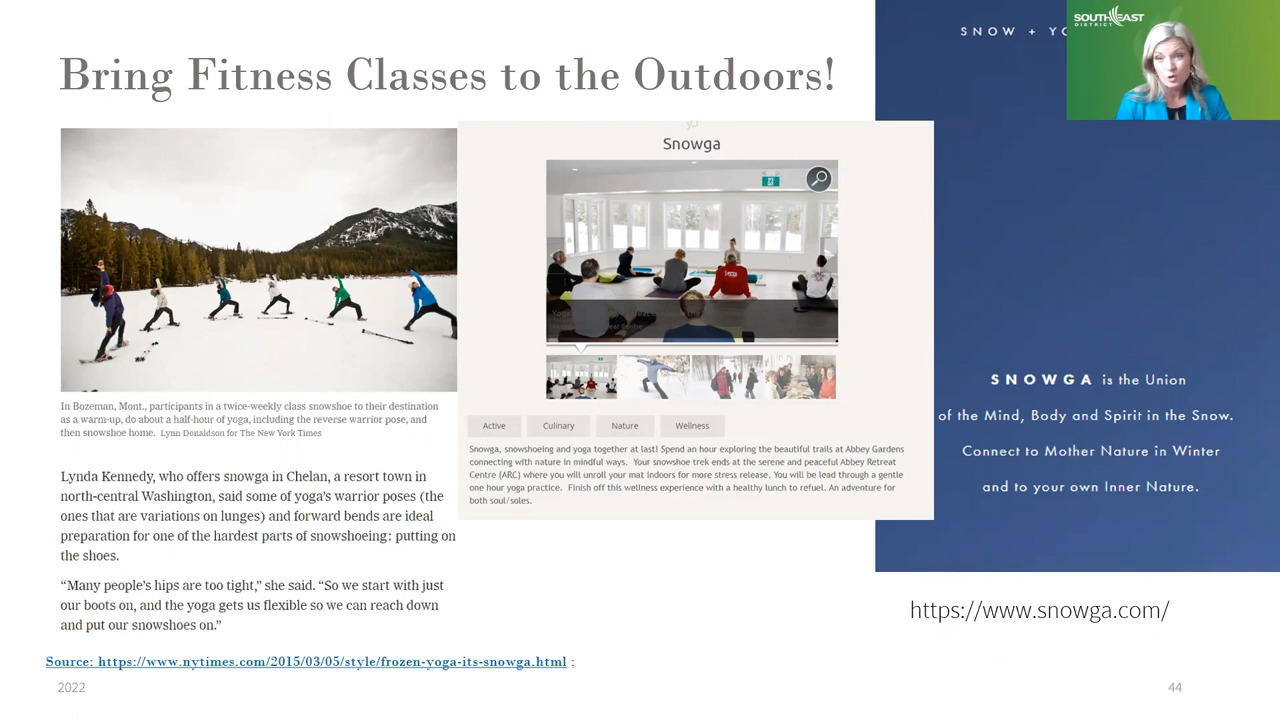 Bring Fitness Classes to the Outdoors!
SNOW + YO
SOUTH EAST
DISTRICT
In Bozeman, Mont., participants in a twice-weekly class snowshoe to their destination
as a warm-up, do about a half-hour of yoga, including the reverse warrior pose, and
then snowshoe home. Lynn Donaldson for The New York Times
Lynda Kennedy, who offers snowga in Chelan, a resort town in
north-central Washington, said some of yoga’s warrior poses (the
ones that are variations on lunges) and forward bends are ideal
preparation for one of the hardest parts of snowshoeing: putting on
the shoes.
“Many people’s hips are too tight,” she said. “So we start with just
our boots on, and the yoga gets us flexible so we can reach down
and put our snowshoes on.”
Source: https://www.nytimes.com/2015/03/05/style/frozen-yoga-its-snowga.html ;
Snowga
Active Culinary Nature Wellness
Snowga, snowshoeing and yoga together at last! Spend an hour exploring the beautiful trails at Abbey Gardens
connecting with nature in mindful ways. Your snowshoe trek ends at the serene and peaceful Abbey Retreat
Centre (ARC) where you will unroll your mat indoors for more stress release. You will be lead through a gentle
one hour yoga practice. Finish off this wellness experience with a healthy lunch to refuel. An adventure for
both soul/soles.
SNOWGA is the Union
of the Mind, Body and Spirit in the Snow.
Connect to Mother Nature in Winter
and to your own Inner Nature.
https://www.snowga.com/
2022
44